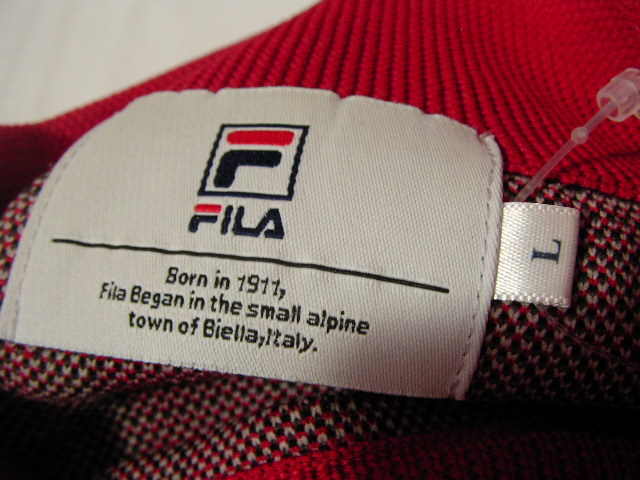 FILA
Born in 1911,
Fila Began in the small alpine
town of Biella,Italy.
L